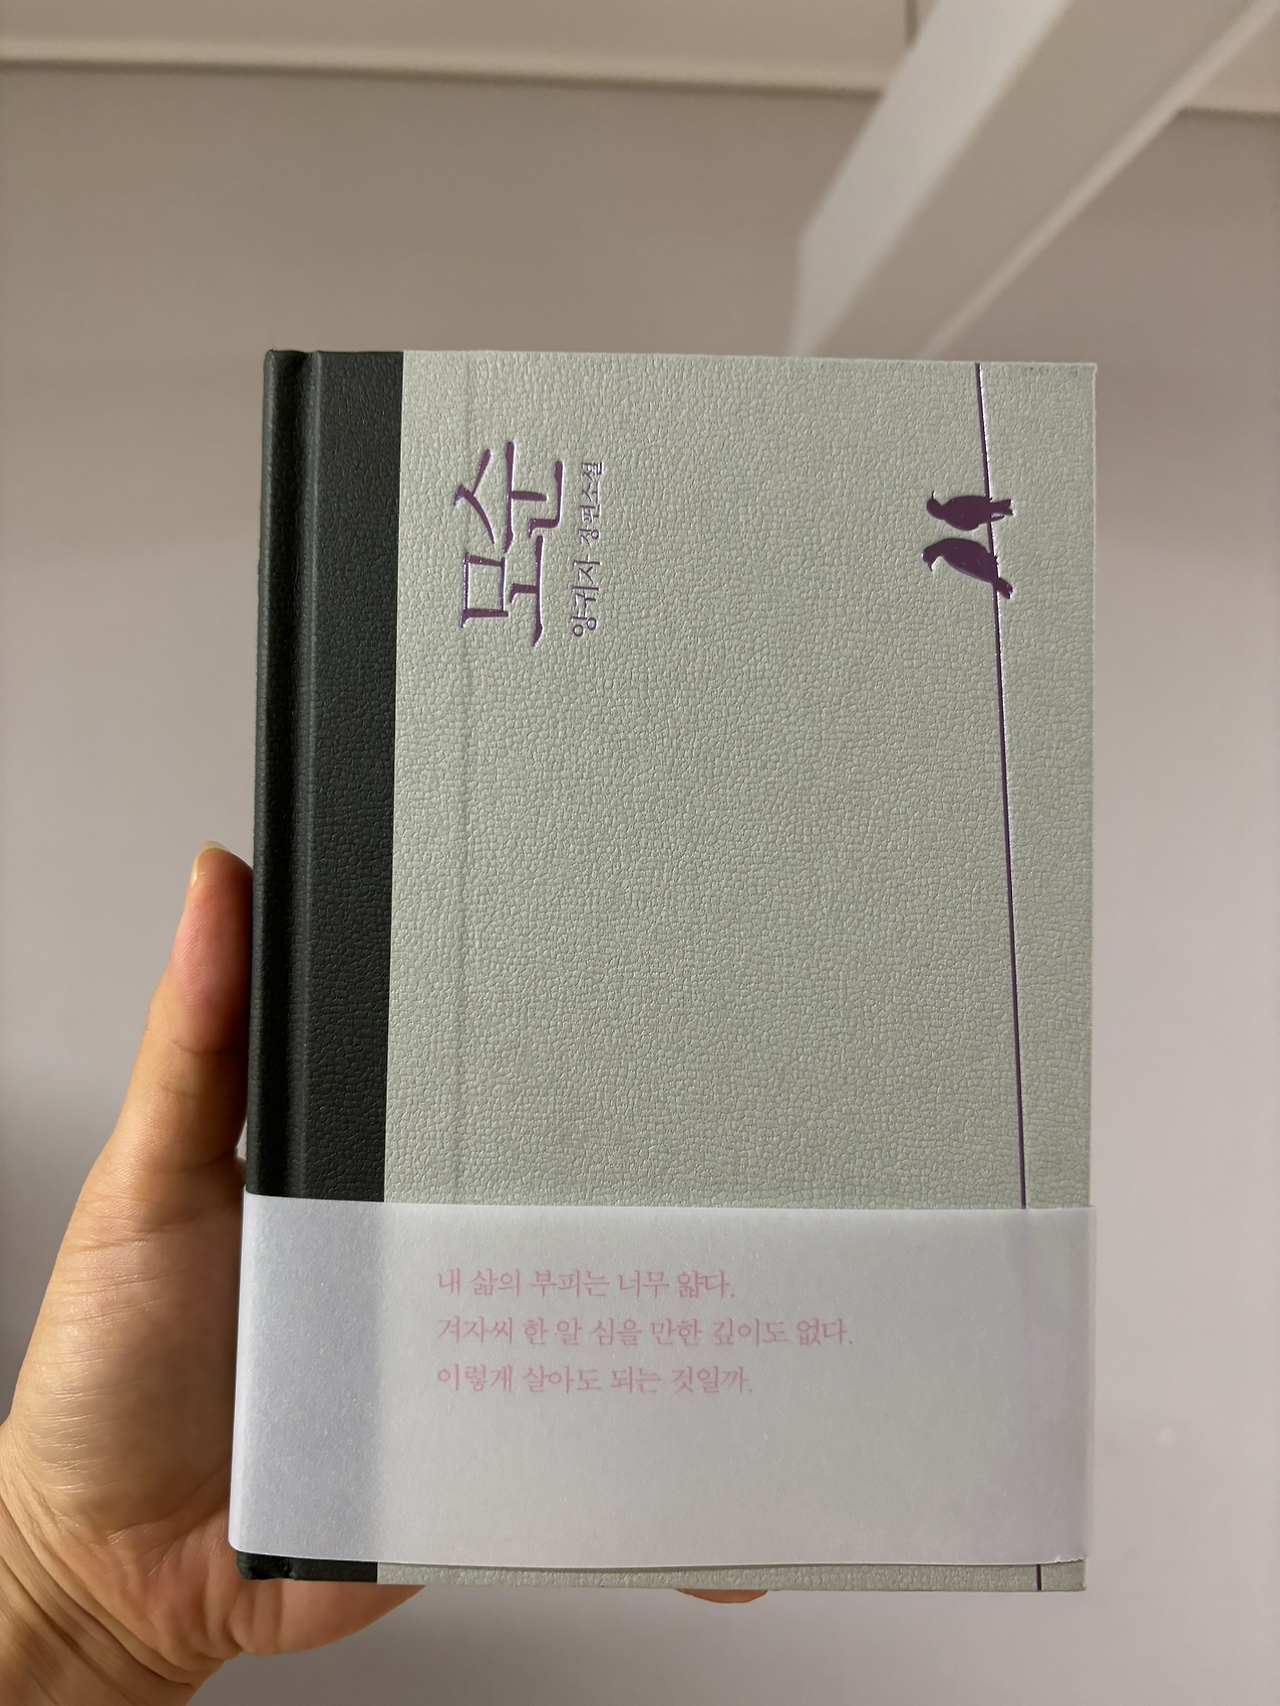 모순
양귀자 장편소설
내 삶의 부피는 너무 얇다.
겨자씨 한 알 심을 만한 깊이도 없다.
이렇게 살아도 되는 것일까.